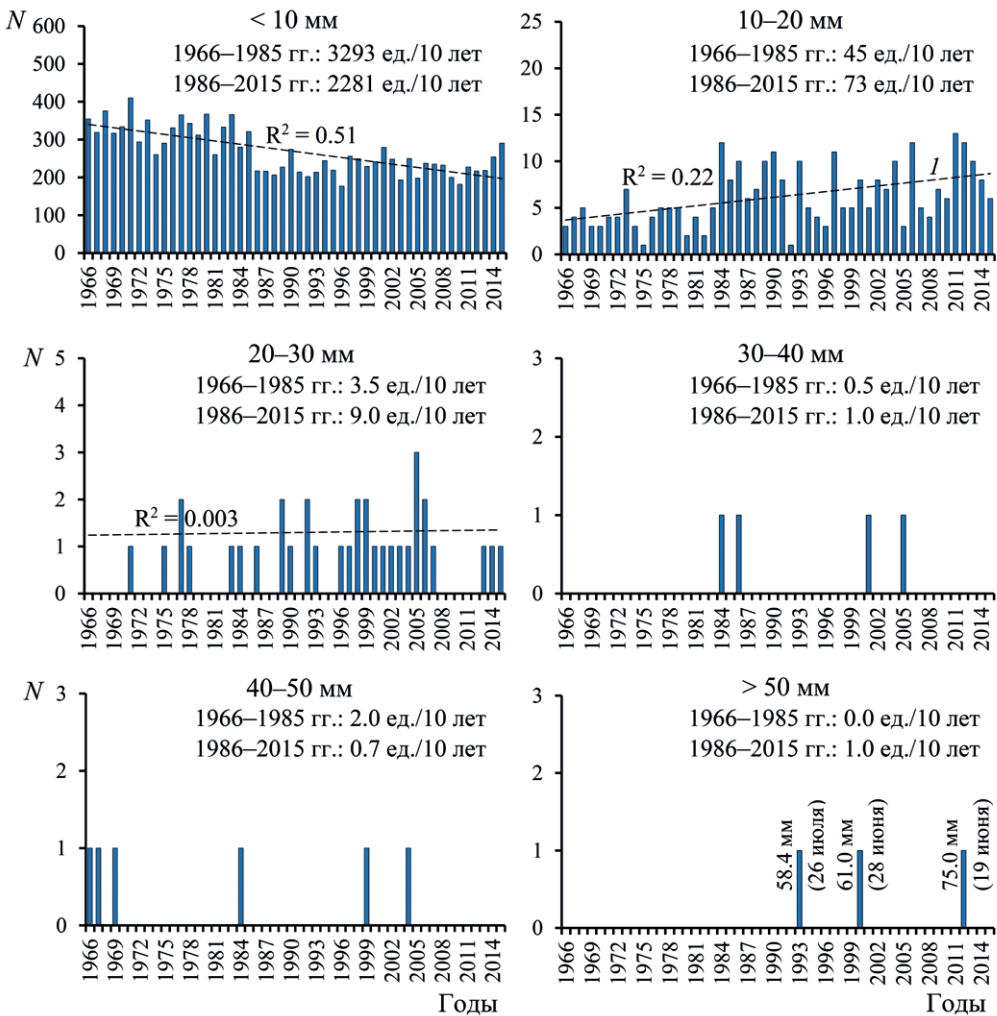 N
< 10 мм
1966–1985 гг.: 3293 ед./10 лет
1986–2015 гг.: 2281 ед./10 лет
R² = 0.51
600
500
400
300
200
100
0
1966 1969 1972 1975 1978 1981 1984 1987 1990 1993 1996 1999 2002 2005 2008 2011 2014
10–20 мм
1966–1985 гг.: 45 ед./10 лет
1986–2015 гг.: 73 ед./10 лет
R² = 0.22
1
25
20
15
10
5
0
1966 1969 1972 1975 1978 1981 1984 1987 1990 1993 1996 1999 2002 2005 2008 2011 2014
N
20–30 мм
1966–1985 гг.: 3.5 ед./10 лет
1986–2015 гг.: 9.0 ед./10 лет
R² = 0.003
5
4
3
2
1
0
1966 1969 1972 1975 1978 1981 1984 1987 1990 1993 1996 1999 2002 2005 2008 2011 2014
30–40 мм
1966–1985 гг.: 0.5 ед./10 лет
1986–2015 гг.: 1.0 ед./10 лет
3
2
1
0
1966 1969 1972 1975 1978 1981 1984 1987 1990 1993 1996 1999 2002 2005 2008 2011 2014
N
40–50 мм
1966–1985 гг.: 2.0 ед./10 лет
1986–2015 гг.: 0.7 ед./10 лет
3
2
1
0
1966 1969 1972 1975 1978 1981 1984 1987 1990 1993 1996 1999 2002 2005 2008 2011 2014
Годы
> 50 мм
1966–1985 гг.: 0.0 ед./10 лет
1986–2015 гг.: 1.0 ед./10 лет
3
2
1
0
58.4 мм
(26 июля)
61.0 мм
(28 июня)
75.0 мм
(19 июня)
1966 1969 1972 1975 1978 1981 1984 1987 1990 1993 1996 1999 2002 2005 2008 2011 2014
Годы